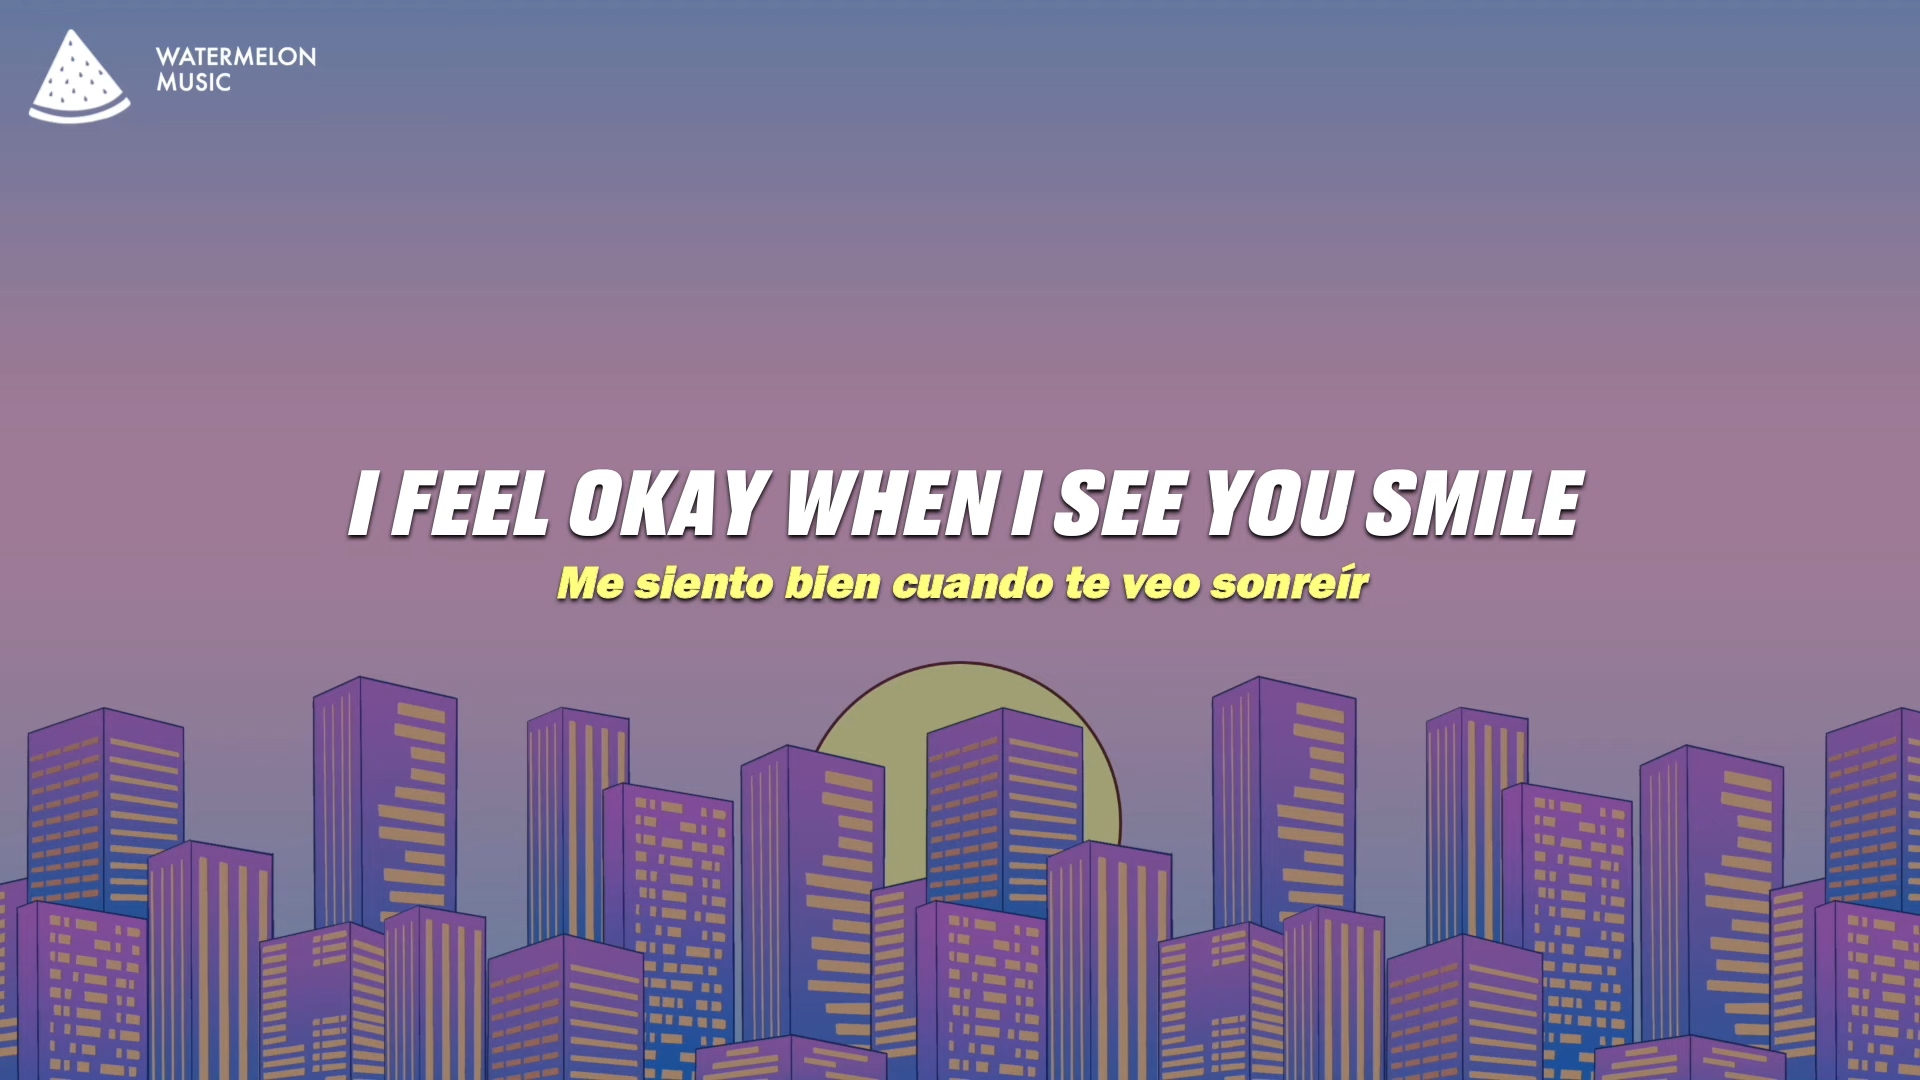 WATERMELON
MUSIC
I FEEL OKAY WHEN I SEE YOU SMILE
Me siento bien cuando te veo sonreír